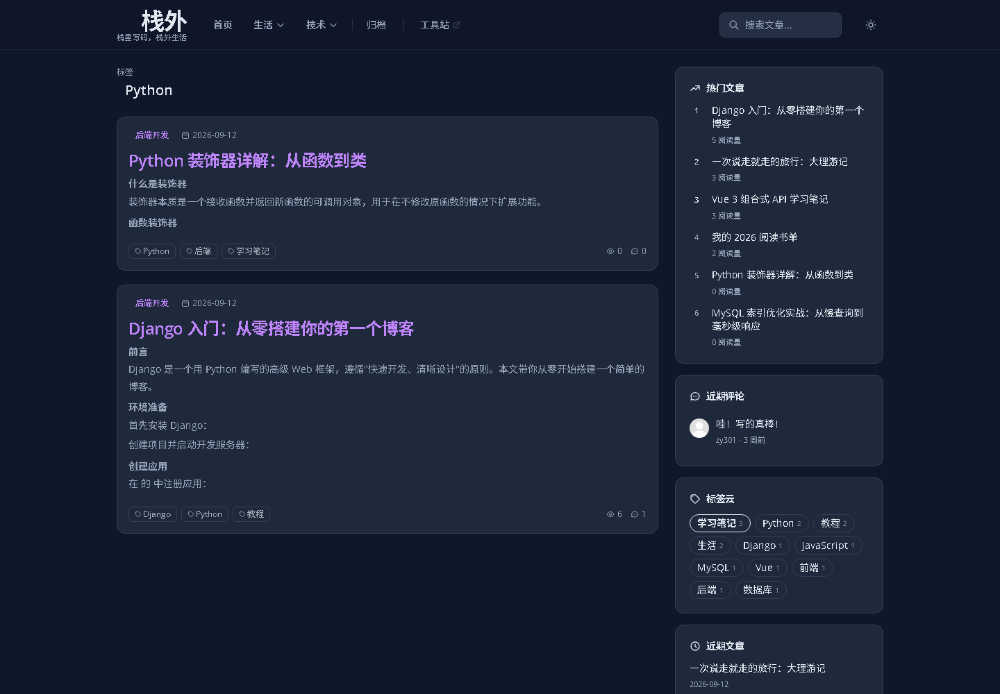 栈外
栈里写码，栈外生活
首页
生活
技术
归档
工具站
搜索文章...
标签
Python
后端开发 2026-09-12
Python 装饰器详解：从函数到类
什么是装饰器
装饰器本质是一个接收函数并返回新函数的可调用对象，用于在不修改原函数的情况下扩展功能。
函数装饰器
Python 后端 学习笔记 0 0
后端开发 2026-09-12
Django 入门：从零搭建你的第一个博客
前言
Django 是一个用 Python 编写的高级 Web 框架，遵循"快速开发、清晰设计"的原则。本文带你从零开始搭建一个简单的
博客。
环境准备
首先安装 Django：
创建项目并启动开发服务器：
创建应用
在 的 中注册应用：
Django Python 教程 6 1
热门文章
1 Django 入门：从零搭建你的第一个
博客
5 阅读量
2 一次说走就走的旅行：大理游记
3 阅读量
3 Vue 3 组合式 API 学习笔记
3 阅读量
4 我的 2026 阅读书单
2 阅读量
5 Python 装饰器详解：从函数到类
0 阅读量
6 MySQL 索引优化实战：从慢查询到
毫秒级响应
0 阅读量
近期评论
哇！写的真棒！
zy301 · 3 周前
标签云
学习笔记 3 Python 2 教程 2
生活 2 Django 1 JavaScript 1
MySQL 1 Vue 1 前端 1
后端 1 数据库 1
近期文章
一次说走就走的旅行：大理游记
2026-09-12